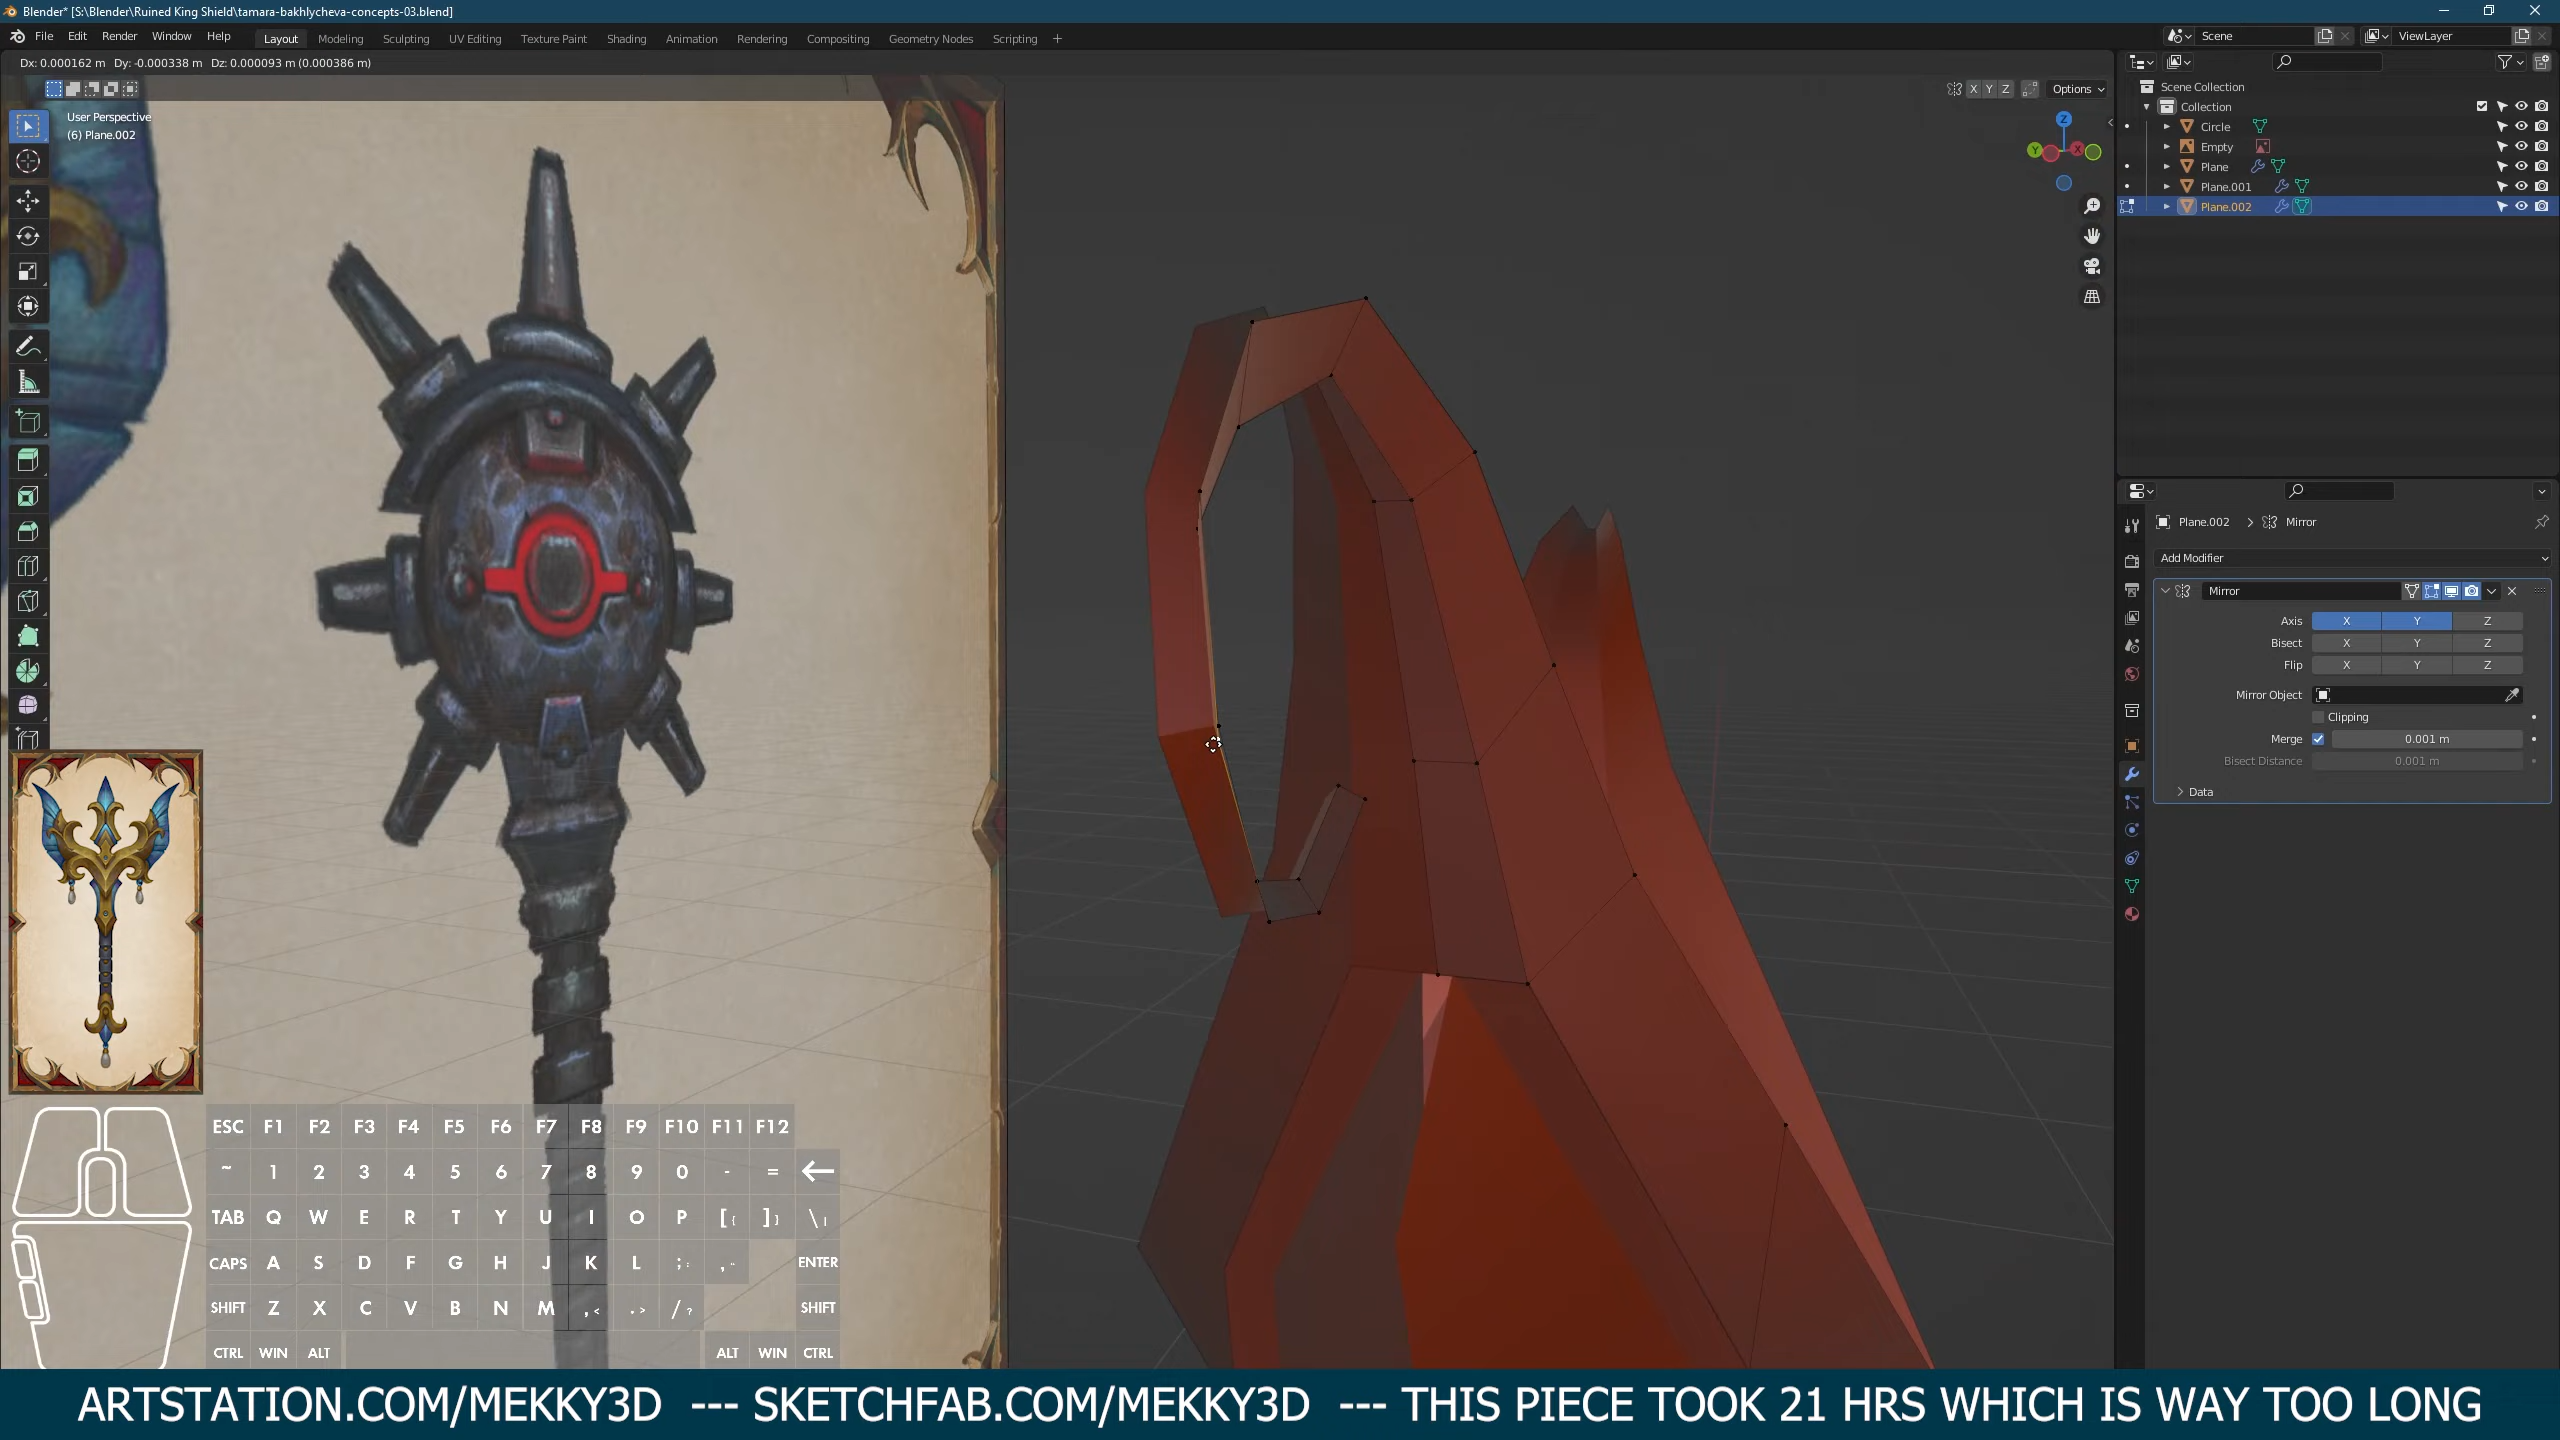 Blender* [S:\Blender\Ruined King Shield\tamara-bakhlycheva-concepts-03.blend]
File Edit Render Window Help Layout Modeling Sculpting UV Editing Texture Paint Shading Animation Rendering Compositing Geometry Nodes Scripting + Scene ViewLayer
Dx: 0.000162 m Dy: -0.000338 m Dz: 0.000093 m (0.000386 m)
X Y Z Options
User Perspective
(6) Plane.002
Z
Y X
Scene Collection
Collection
Circle
Empty
Plane
Plane.001
Plane.002
Plane.002 > Mirror
Add Modifier
Mirror
Axis X Y Z
Bisect X Y Z
Flip X Y Z
Mirror Object
Clipping
Merge 0.001 m
Bisect Distance 0.001 m
Data
ESC F1 F2 F3 F4 F5 F6 F7 F8 F9 F10 F11 F12
~ 1 2 3 4 5 6 7 8 9 0 - =
TAB Q W E R T Y U I O P [ { ] } \ |
CAPS A S D F G H J K L ; : , " ENTER
SHIFT Z X C V B N M , < . > / ? SHIFT
CTRL WIN ALT ALT WIN CTRL
ARTSTATION.COM/MEKKY3D --- SKETCHFAB.COM/MEKKY3D --- THIS PIECE TOOK 21 HRS WHICH IS WAY TOO LONG